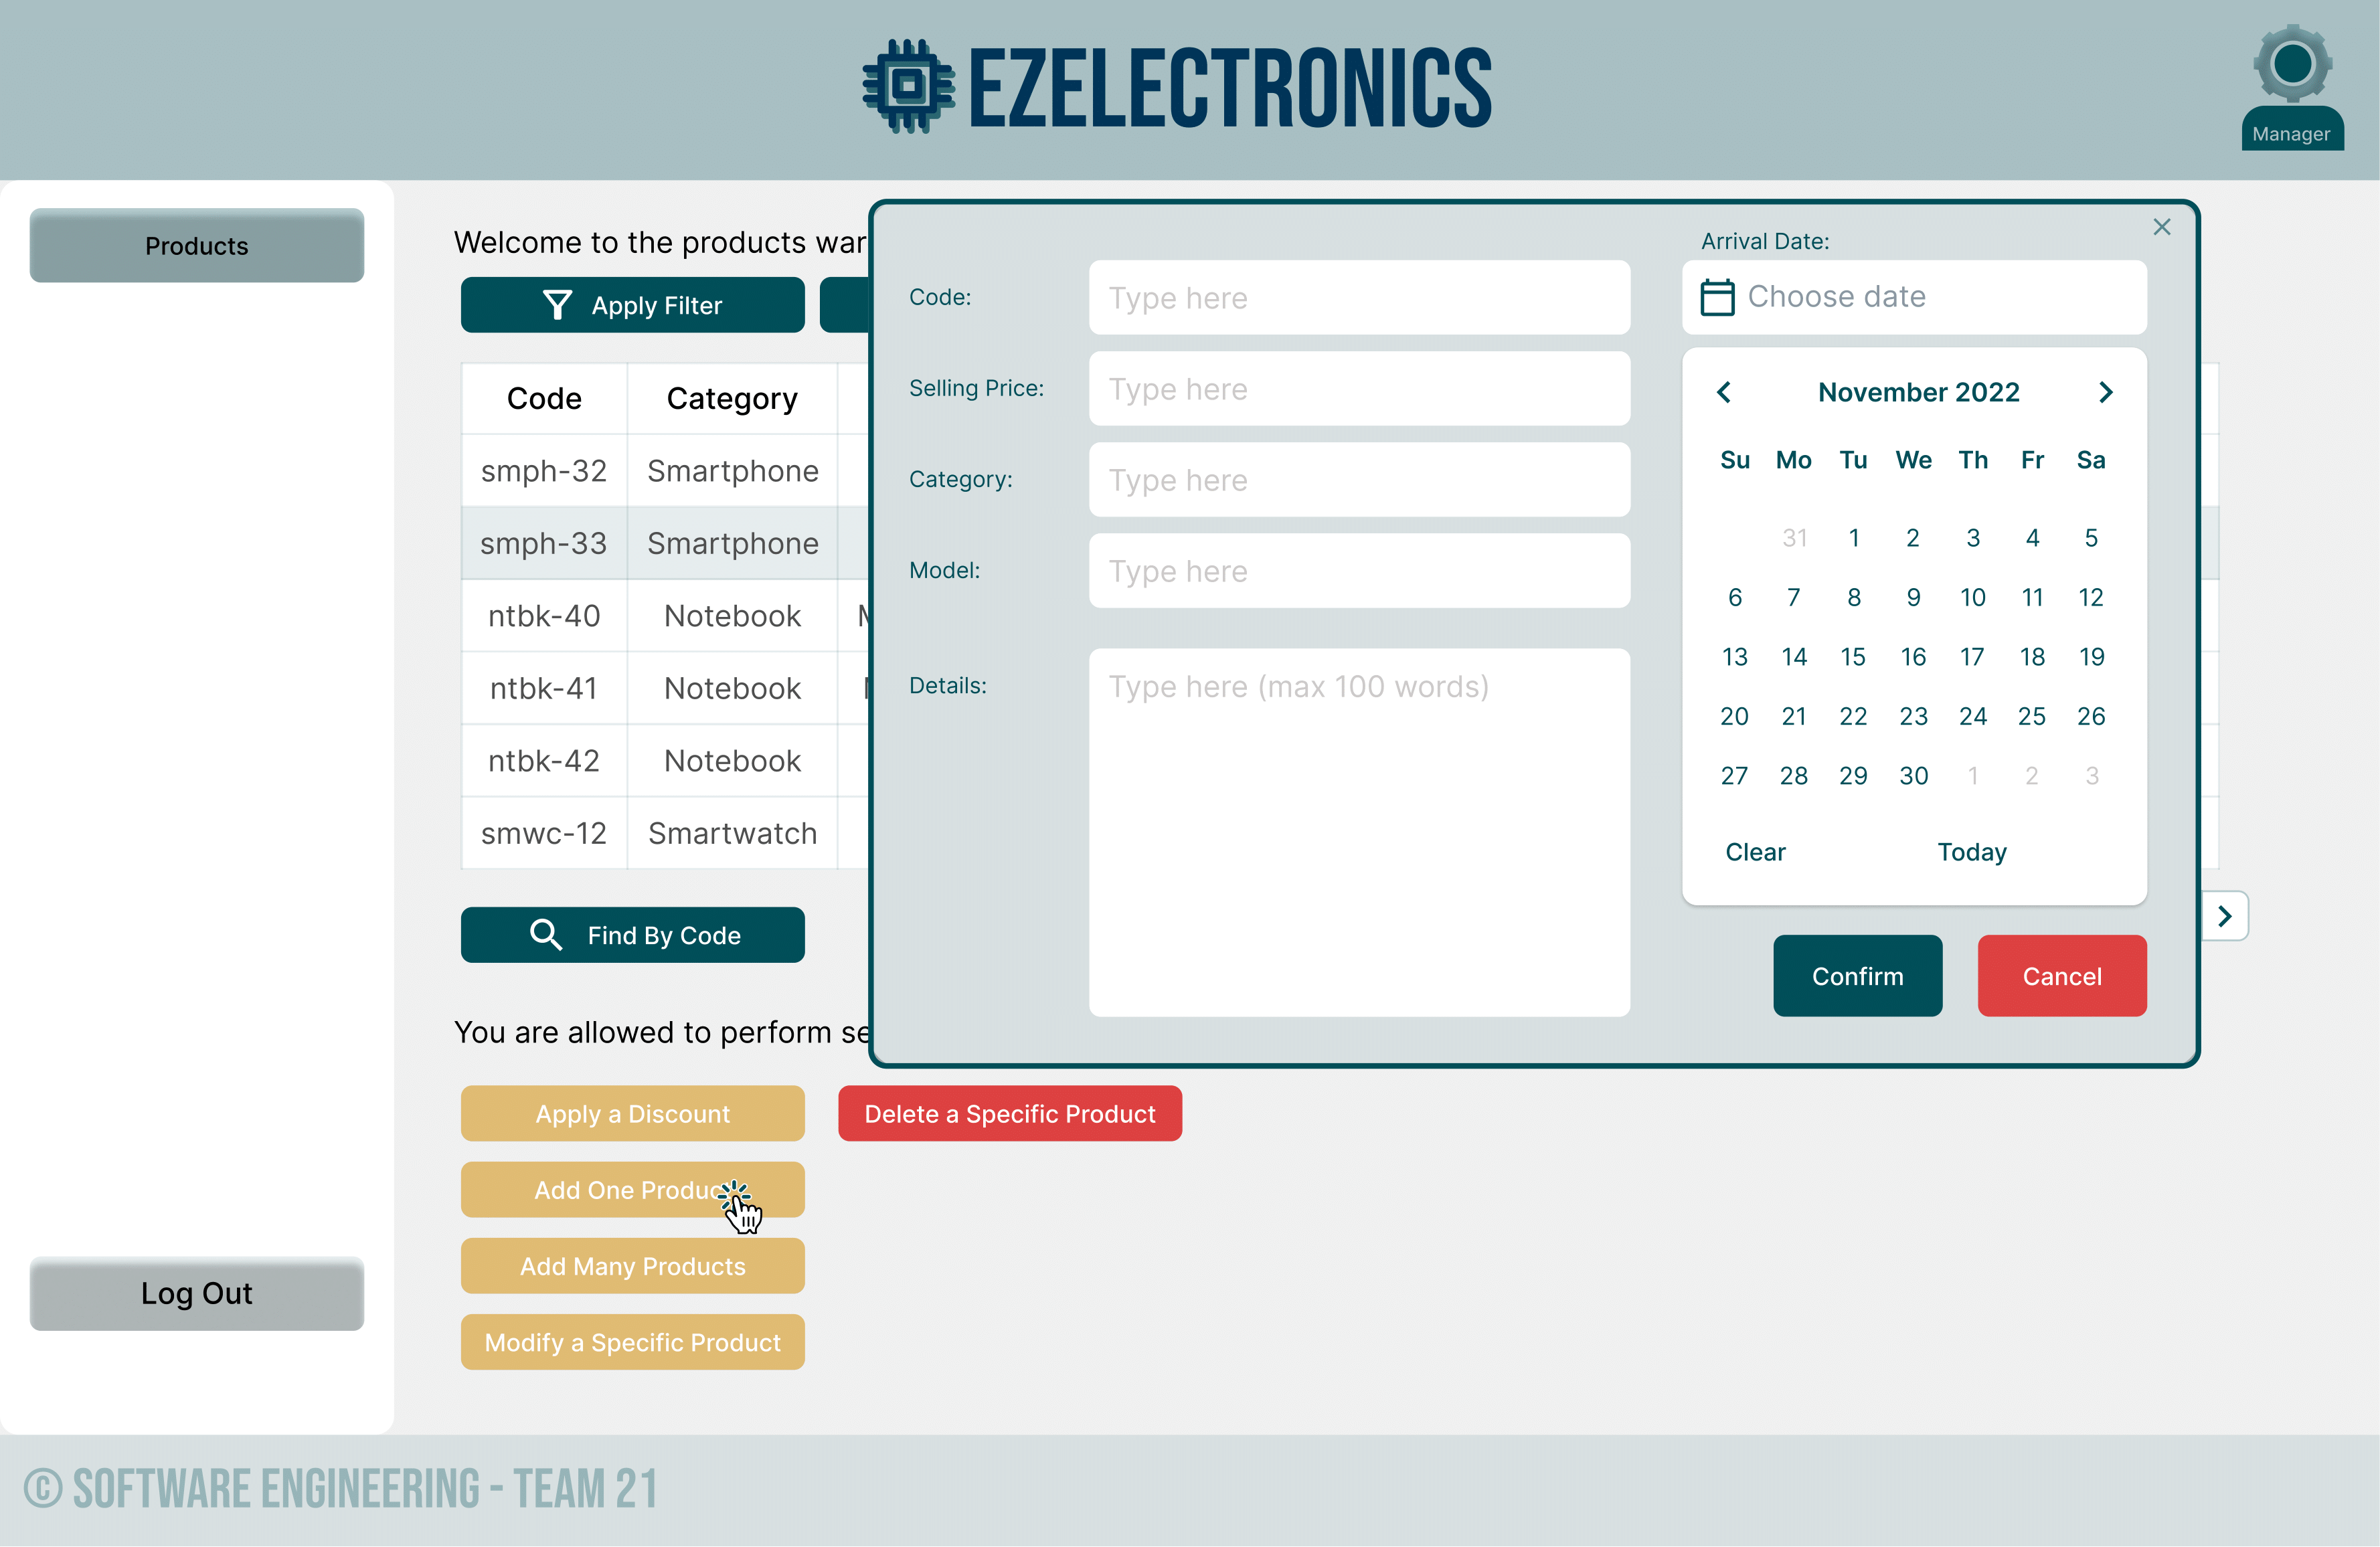 EZELECTRONICS
Manager
Products
Log Out
Welcome to the products war
Apply Filter
Code Category
smph-32 Smartphone
smph-33 Smartphone
ntbk-40 Notebook
ntbk-41 Notebook
ntbk-42 Notebook
smwc-12 Smartwatch
Find By Code
You are allowed to perform se
Apply a Discount
Delete a Specific Product
Add One Produc
Add Many Products
Modify a Specific Product
Code: Type here
Selling Price: Type here
Category: Type here
Model: Type here
Details: Type here (max 100 words)
Arrival Date:
Choose date
November 2022
Su Mo Tu We Th Fr Sa
31 1 2 3 4 5
6 7 8 9 10 11 12
13 14 15 16 17 18 19
20 21 22 23 24 25 26
27 28 29 30 1 2 3
Clear Today
Confirm Cancel
© SOFTWARE ENGINEERING - TEAM 21